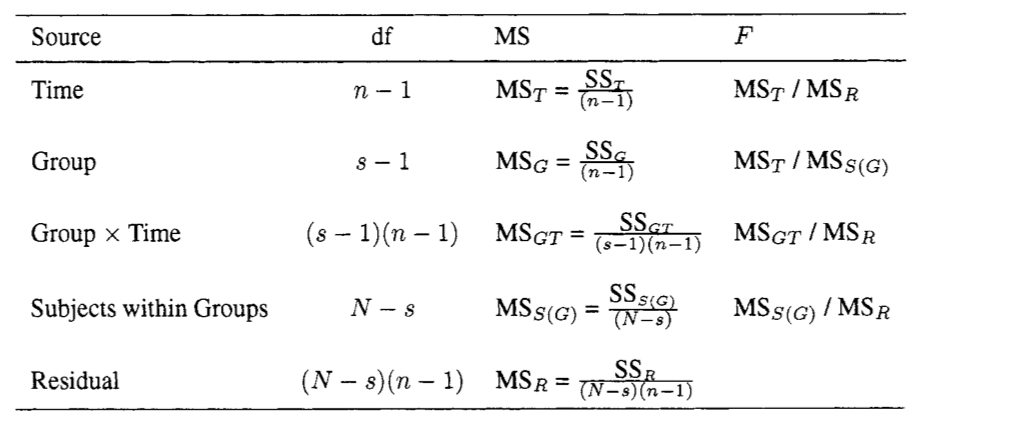 Source df MS F
Time n − 1 MS_T = SS_T/(n−1) MS_T / MS_R
Group s − 1 MS_G = SS_G/(n−1) MS_T / MS_S(G)
Group × Time (s − 1)(n − 1) MS_GT = SS_GT/(s−1)(n−1) MS_GT / MS_R
Subjects within Groups N − s MS_S(G) = SS_S(G)/(N−s) MS_S(G) / MS_R
Residual (N − s)(n − 1) MS_R = SS_R/(N−s)(n−1)